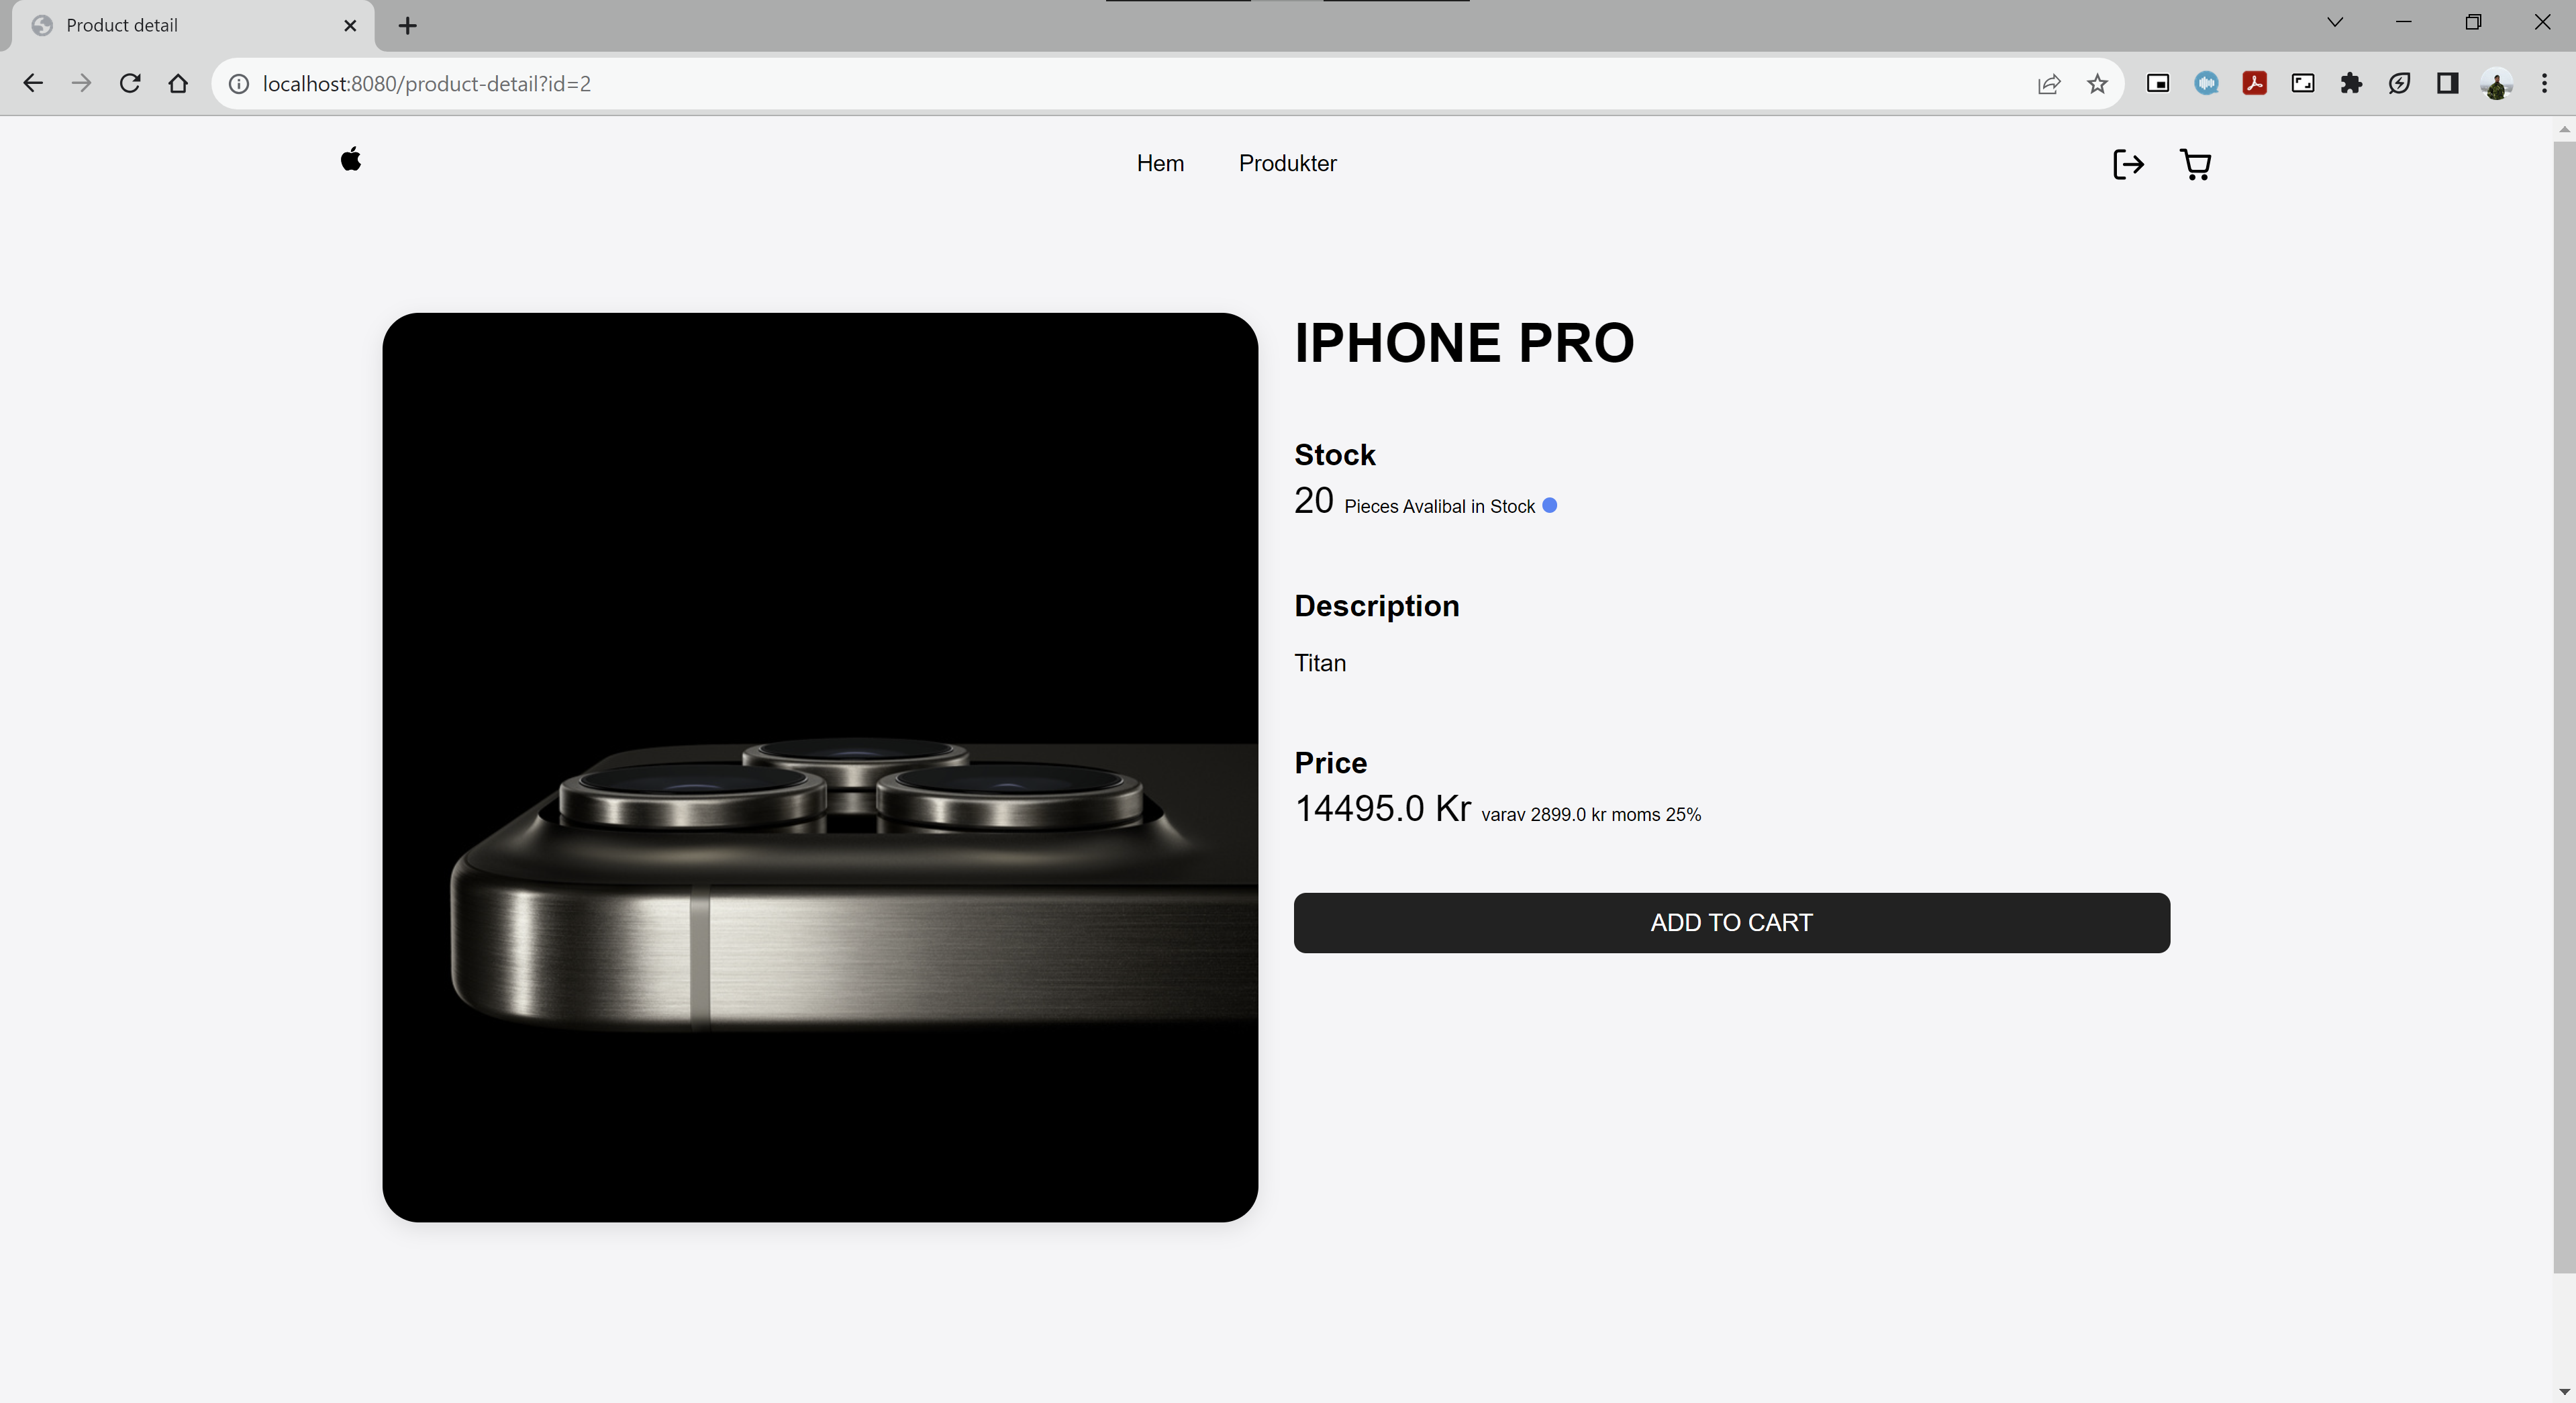 Product detail
localhost:8080/product-detail?id=2
Hem Produkter
IPHONE PRO
Stock
20 Pieces Avalibal in Stock
Description
Titan
Price
14495.0 Kr varav 2899.0 kr moms 25%
ADD TO CART